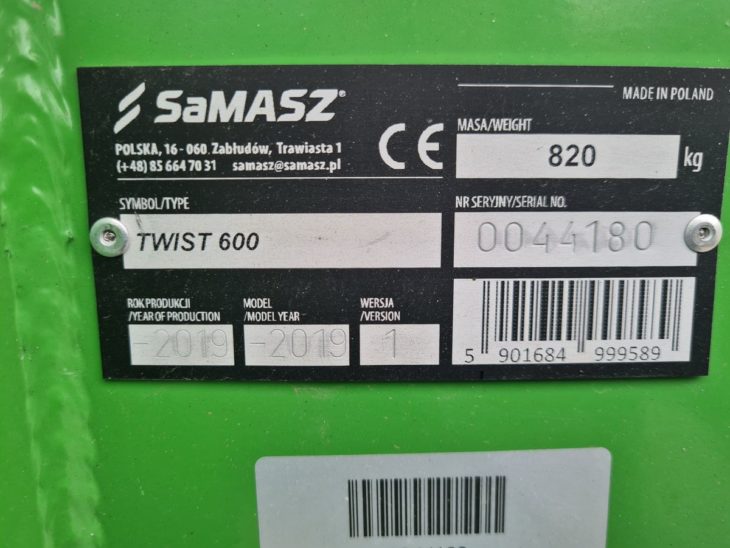 SaMASZ®
MADE IN POLAND
POLSKA, 16 - 060. Zabłudów, Trawiasta 1
(+48) 85 664 70 31 samasz@samasz.pl
CE
MASA/WEIGHT
820 kg
SYMBOL/TYPE
TWIST 600
NR SERYJNY/SERIAL NO.
0044180
ROK PRODUKCJI
/YEAR OF PRODUCTION
-2019
MODEL
/MODEL YEAR
-2019
WERSJA
/VERSION
1
5 901684 999589